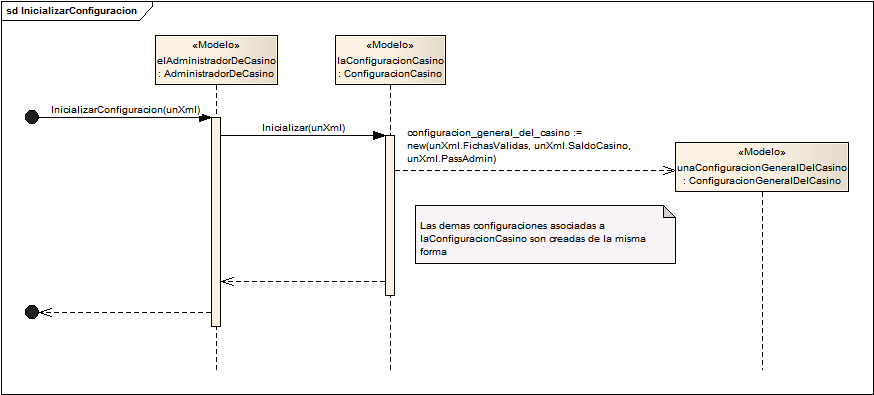 sd InicializarConfiguracion
«Modelo»
elAdministradorDeCasino
: AdministradorDeCasino
«Modelo»
laConfiguracionCasino
: ConfiguracionCasino
InicializarConfiguracion(unXml)
Inicializar(unXml)
configuracion_general_del_casino :=
new(unXml.FichasValidas, unXml.SaldoCasino,
unXml.PassAdmin)
«Modelo»
unaConfiguracionGeneralDelCasino
: ConfiguracionGeneralDelCasino
Las demas configuraciones asociadas a
laConfiguracionCasino son creadas de la misma
forma